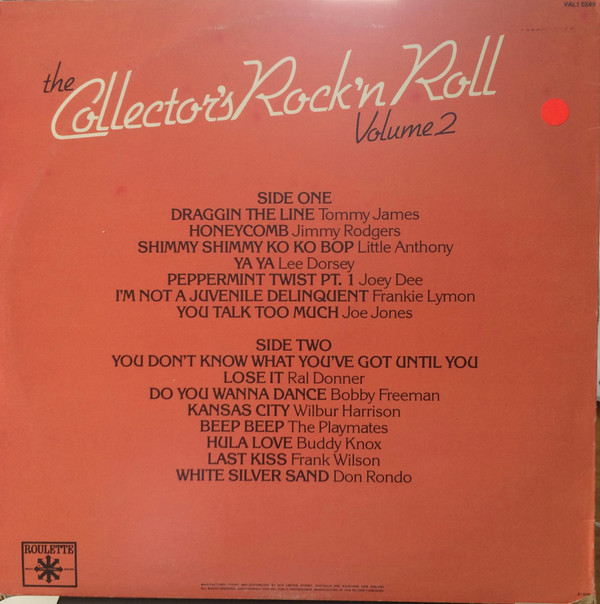 VAL1 0249
the
Collector's Rock'n Roll
Volume 2
SIDE ONE
DRAGGIN THE LINE Tommy James
HONEYCOMB Jimmy Rodgers
SHIMMY SHIMMY KO KO BOP Little Anthony
YA YA Lee Dorsey
PEPPERMINT TWIST PT. 1 Joey Dee
I'M NOT A JUVENILE DELINQUENT Frankie Lymon
YOU TALK TOO MUCH Joe Jones
SIDE TWO
YOU DON'T KNOW WHAT YOU'VE GOT UNTIL YOU
LOSE IT Ral Donner
DO YOU WANNA DANCE Bobby Freeman
KANSAS CITY Wilbur Harrison
BEEP BEEP The Playmates
HULA LOVE Buddy Knox
LAST KISS Frank Wilson
WHITE SILVER SAND Don Rondo
ROULETTE